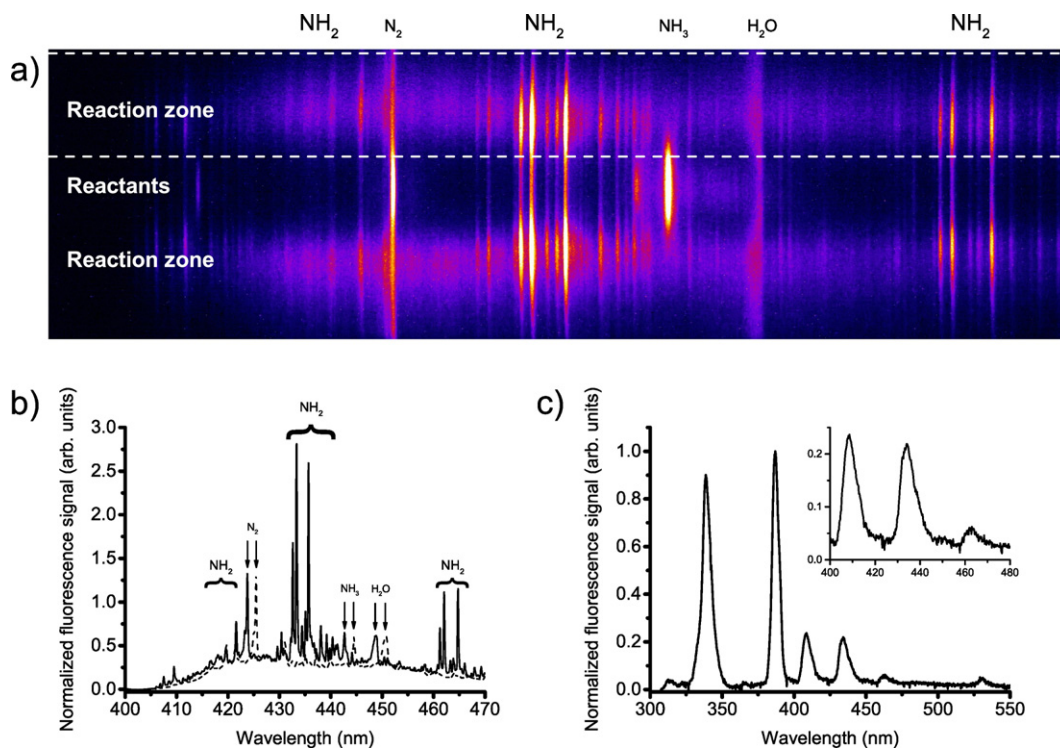 NH2 N2 NH2 NH3 H2O NH2
a)
Reaction zone
Reactants
Reaction zone
b)
Normalized fluorescence signal (arb. units)
3.0
2.5
2.0
1.5
1.0
0.5
0.0
NH2
N2
NH2
NH3
H2O
NH2
400 410 420 430 440 450 460 470
Wavelength (nm)
c)
Normalized fluorescence signal (arb. units)
1.0
0.8
0.6
0.4
0.2
0.0
0.2
0.1
0.0
400 420 440 460 480
300 350 400 450 500 550
Wavelength (nm)